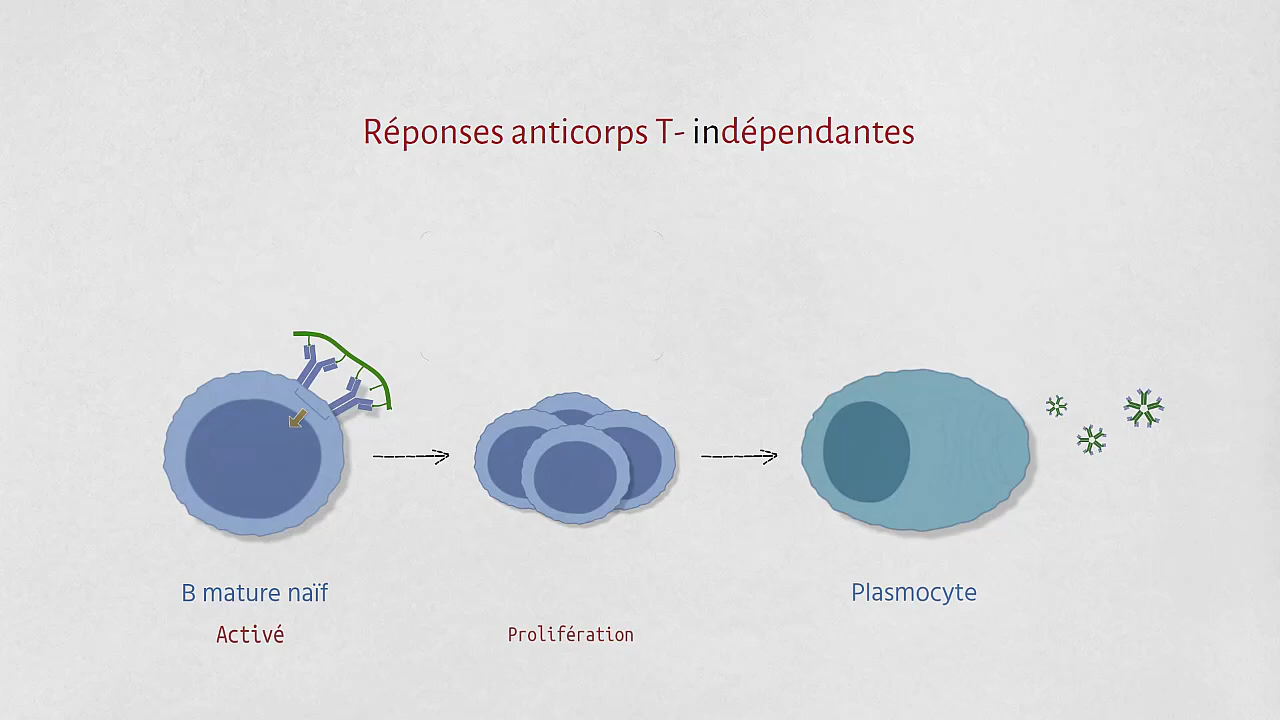 Réponses anticorps T- indépendantes
B mature naïf
Activé
Prolifération
Plasmocyte